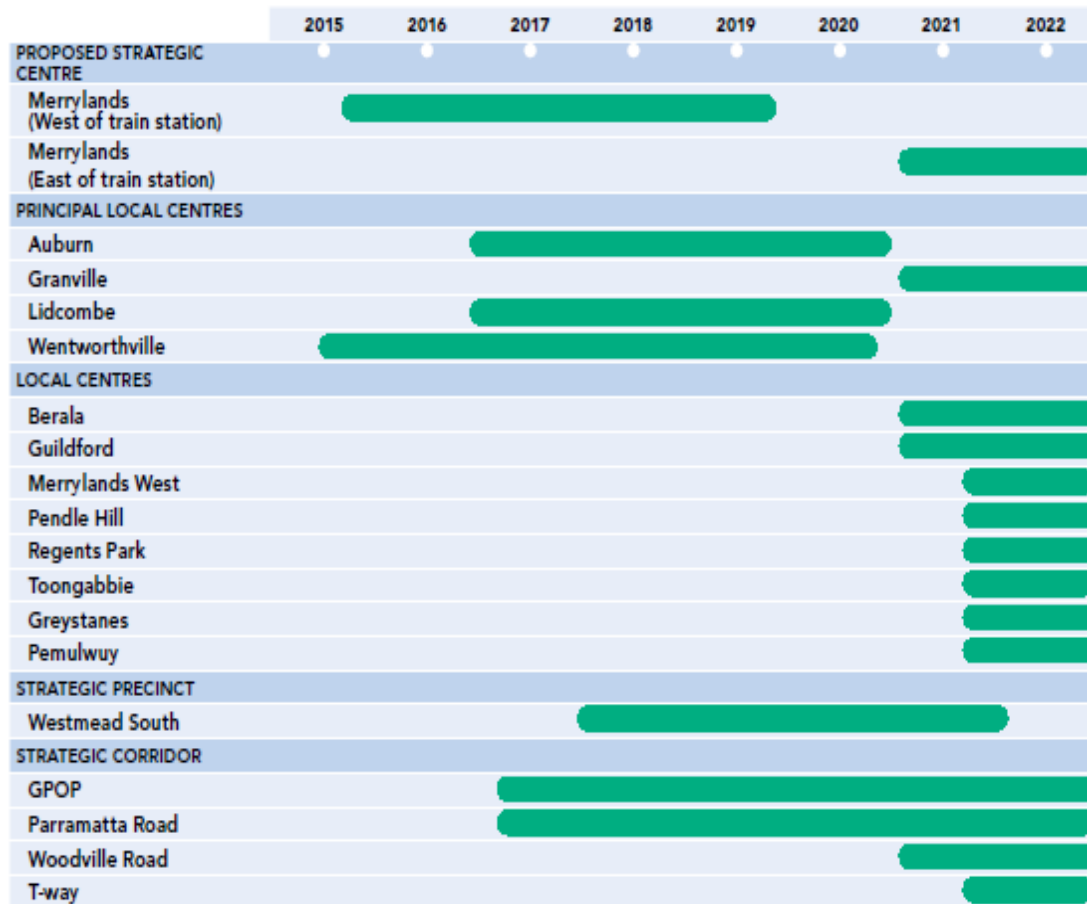 2015 2016 2017 2018 2019 2020 2021 2022
PROPOSED STRATEGIC
CENTRE
Merrylands
(West of train station)
Merrylands
(East of train station)
PRINCIPAL LOCAL CENTRES
Auburn
Granville
Lidcombe
Wentworthville
LOCAL CENTRES
Berala
Guildford
Merrylands West
Pendle Hill
Regents Park
Toongabbie
Greystanes
Pemulwuy
STRATEGIC PRECINCT
Westmead South
STRATEGIC CORRIDOR
GPOP
Parramatta Road
Woodville Road
T-way